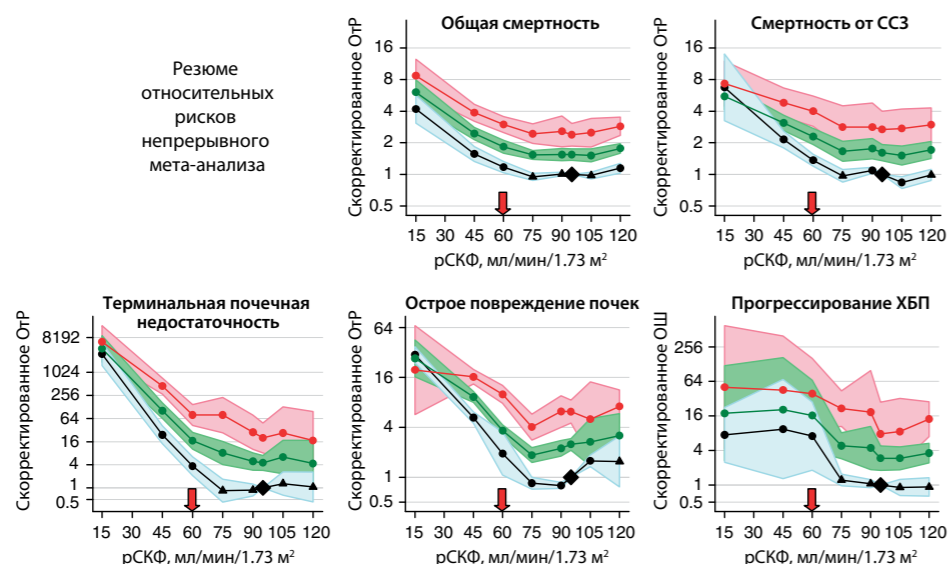 Резюме
относительных
рисков
непрерывного
мета-анализа
Общая смертность
Скорректированное ОтР
16
8
4
2
1
0.5
15 45 60 75 90 105 120
рСКФ, мл/мин/1.73 м²
Смертность от ССЗ
Скорректированное ОтР
16
8
4
2
1
0.5
15 45 60 75 90 105 120
рСКФ, мл/мин/1.73 м²
Терминальная почечная
недостаточность
Скорректированное ОтР
8192
1024
256
64
16
4
1
0.5
15 45 60 75 90 105 120
рСКФ, мл/мин/1.73 м²
Острое повреждение почек
Скорректированное ОтР
64
16
4
1
0.5
15 45 60 75 90 105 120
рСКФ, мл/мин/1.73 м²
Прогрессирование ХБП
Скорректированное ОШ
256
64
16
4
1
0.5
15 45 60 75 90 105 120
рСКФ, мл/мин/1.73 м²